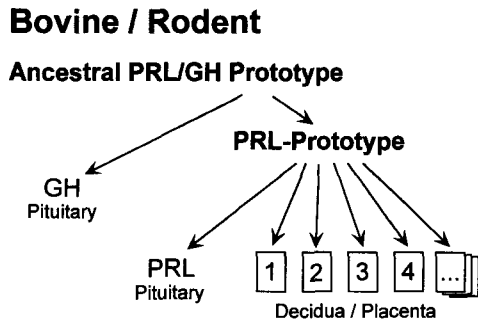 Bovine / Rodent
Ancestral PRL/GH Prototype
PRL-Prototype
GH
Pituitary
PRL
Pituitary
1 2 3 4 ...
Decidua / Placenta